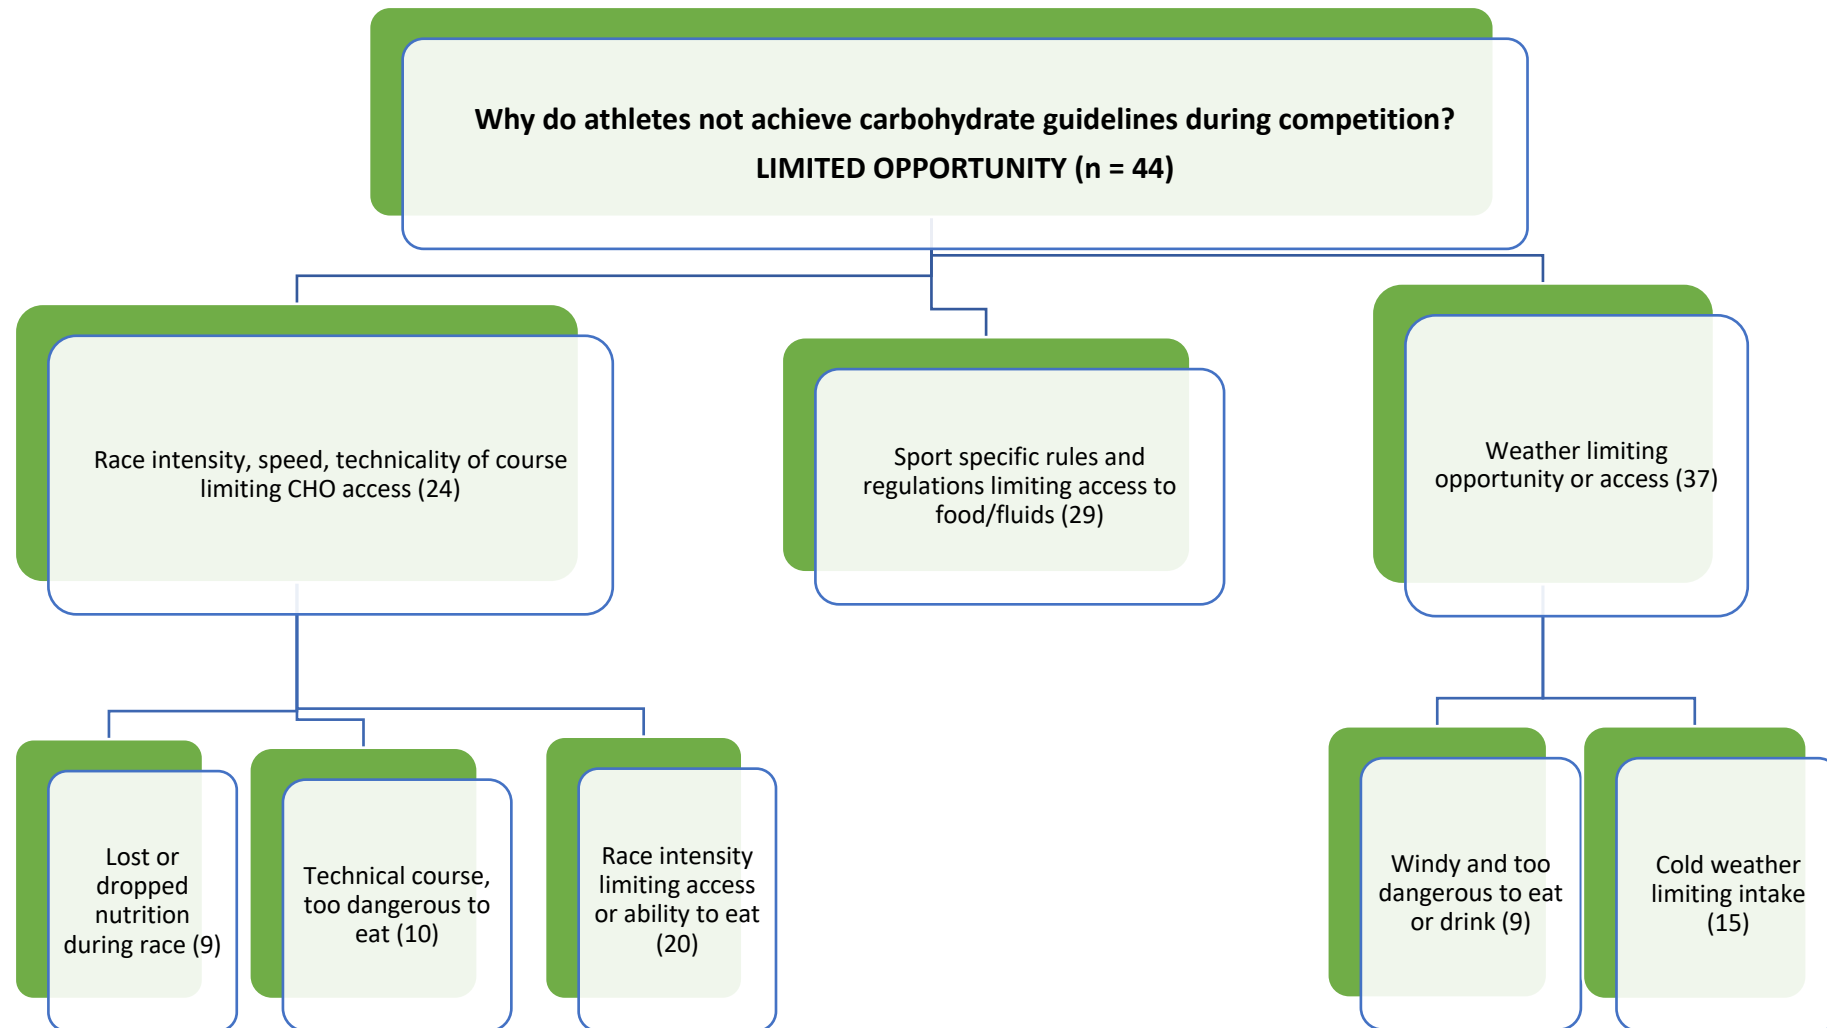 Why do athletes not achieve carbohydrate guidelines during competition?
LIMITED OPPORTUNITY (n = 44)
Race intensity, speed, technicality of course
limiting CHO access (24)
Sport specific rules and
regulations limiting access to
food/fluids (29)
Weather limiting
opportunity or access (37)
Lost or
dropped
nutrition
during race (9)
Technical course,
too dangerous to
eat (10)
Race intensity
limiting access
or ability to eat
(20)
Windy and too
dangerous to eat
or drink (9)
Cold weather
limiting intake
(15)